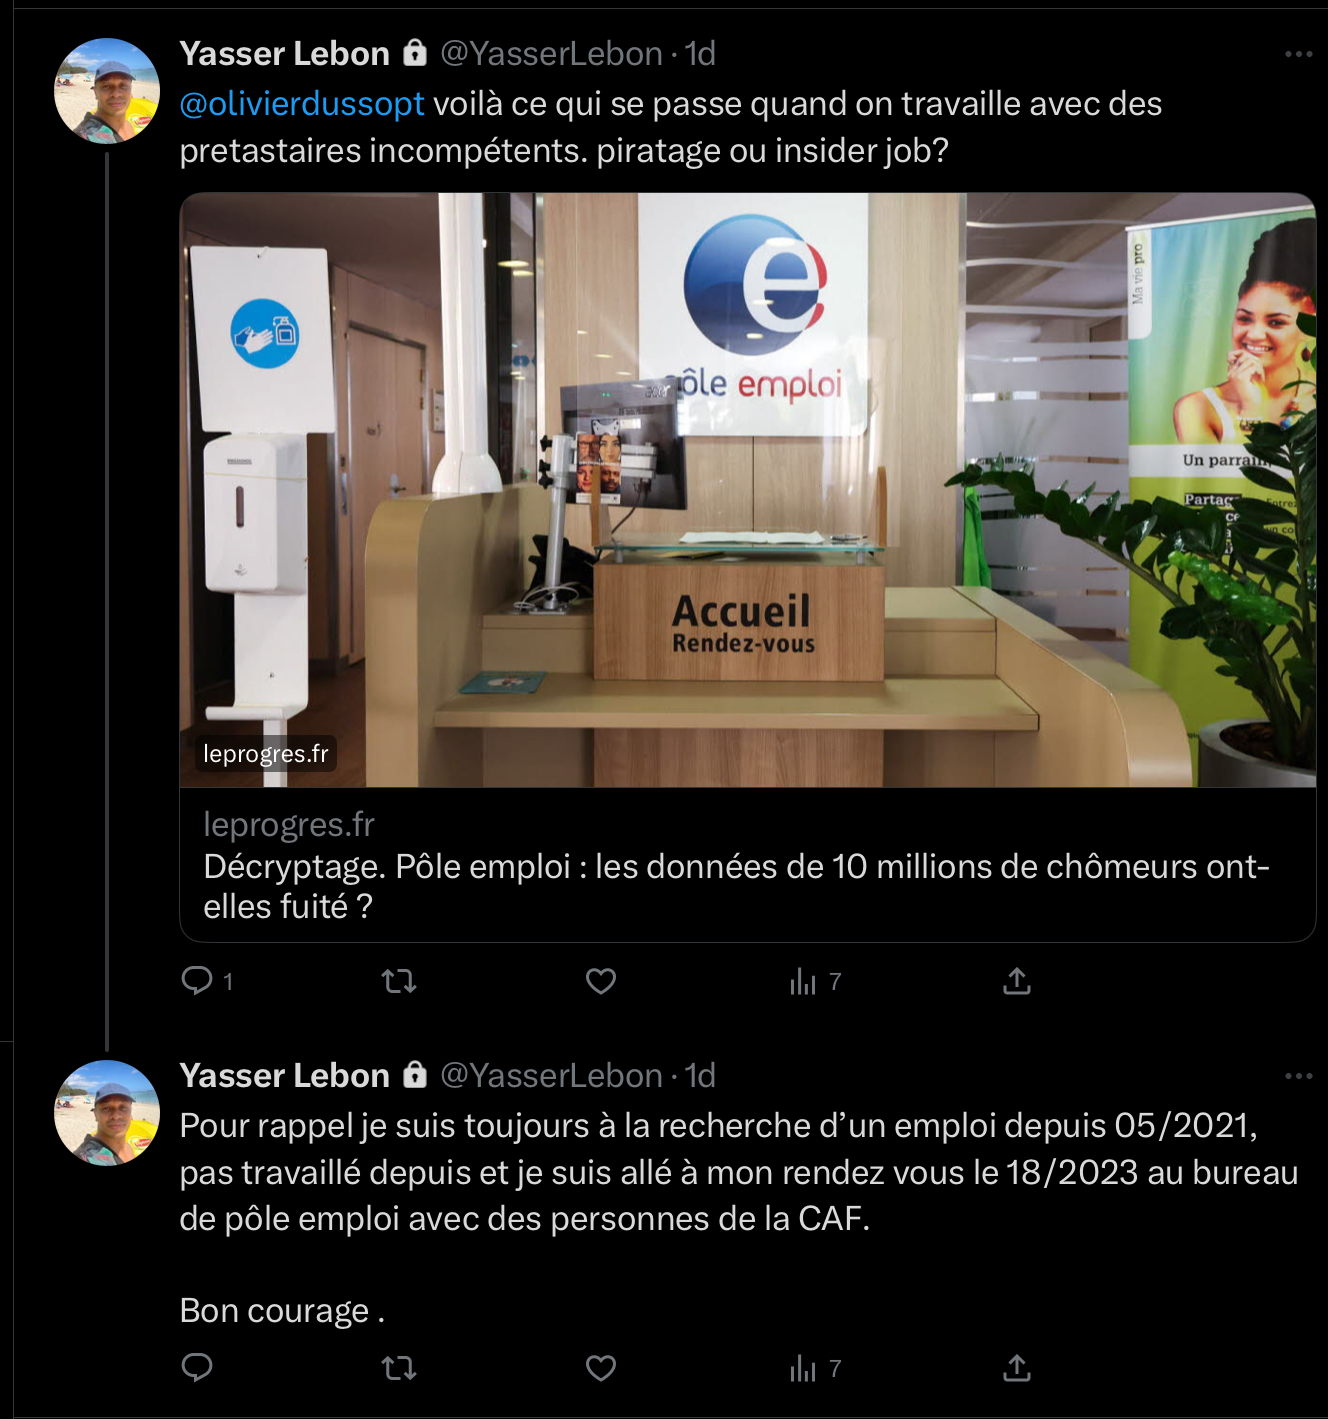 Yasser Lebon @YasserLebon · 1d
@olivierdussopt voilà ce qui se passe quand on travaille avec des
pretastaires incompétents. piratage ou insider job?
e
pôle emploi
acer
Ma vie pro
Un parrain,
Partag
Accueil
Rendez-vous
leprogres.fr
leprogres.fr
Décryptage. Pôle emploi : les données de 10 millions de chômeurs ont-
elles fuité ?
1 7
Yasser Lebon @YasserLebon · 1d
Pour rappel je suis toujours à la recherche d’un emploi depuis 05/2021,
pas travaillé depuis et je suis allé à mon rendez vous le 18/2023 au bureau
de pôle emploi avec des personnes de la CAF.
Bon courage .
7